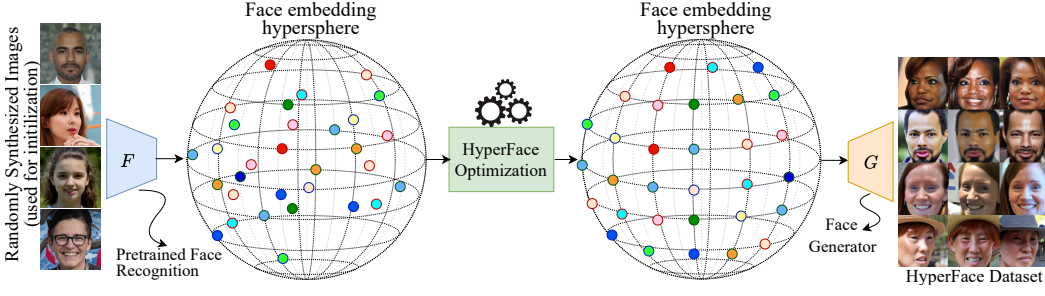 Randomly Synthesized Images
(used for initilization)
F
Pretrained Face
Recognition
Face embedding
hypersphere
HyperFace
Optimization
Face embedding
hypersphere
G
Face
Generator
HyperFace Dataset